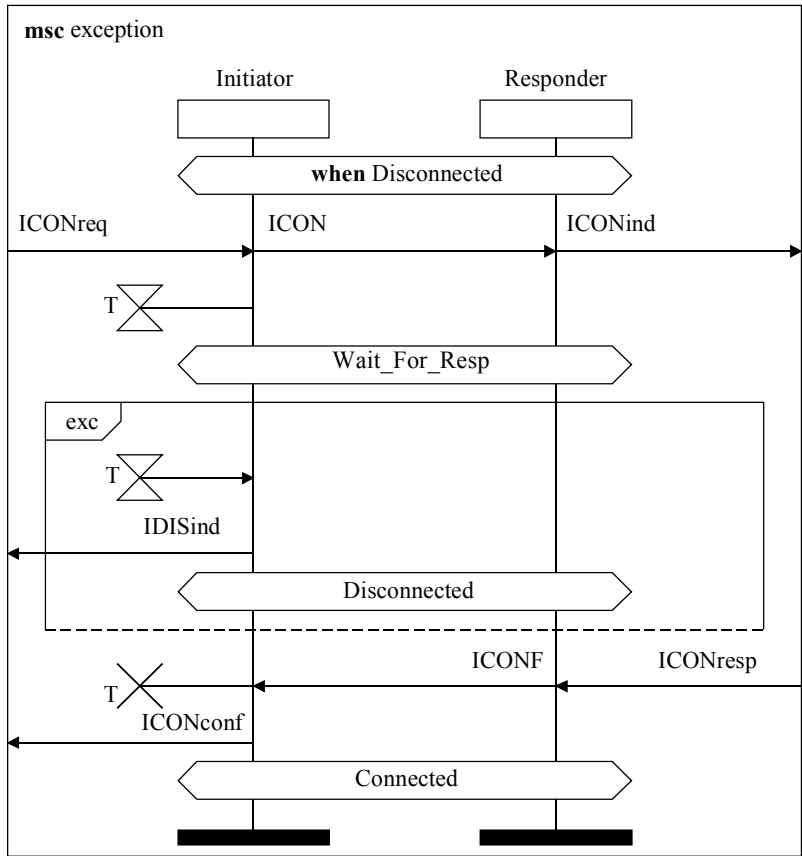 msc exception
Initiator
Responder
when Disconnected
ICONreq
ICON
ICONind
T
Wait_For_Resp
exc
T
IDISind
Disconnected
ICONF
ICONresp
T
ICONconf
Connected